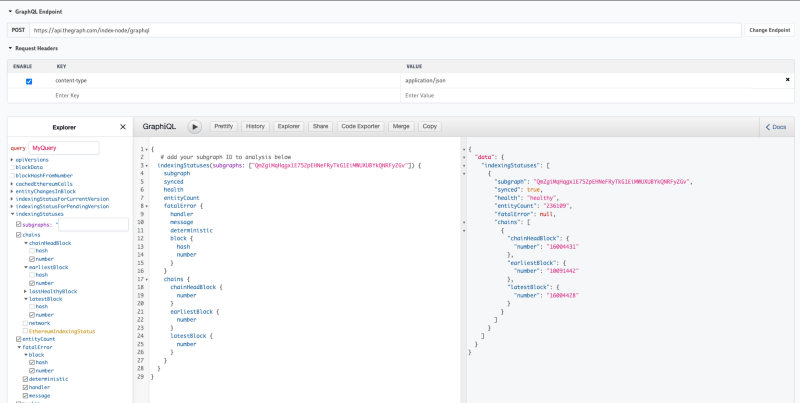 GraphQL Endpoint
POST https://api.thegraph.com/index-node/graphql Change Endpoint
Request Headers
ENABLE KEY VALUE
content-type application/json
Enter Key Enter Value
Explorer
GraphiQL Prettify History Explorer Share Code Exporter Merge Copy Docs
query MyQuery
apiVersions
blockData
blockHashFromNumber
cachedEthereumCalls
entityChangesInBlock
indexingStatusForCurrentVersion
indexingStatusForPendingVersion
indexingStatuses
subgraphs: "
chains
chainHeadBlock
hash
number
earliestBlock
hash
number
lastHealthyBlock
latestBlock
hash
number
network
EthereumIndexingStatus
entityCount
fatalError
block
hash
number
deterministic
handler
message
1 {
2 # add your subgraph ID to analysis below
3 indexingStatuses(subgraphs: ["QmZgiMqHqgx1E752pEHNeFRyTkG1EiMWUXU8YkQNRFyZGv"]) {
4 subgraph
5 synced
6 health
7 entityCount
8 fatalError {
9 handler
10 message
11 deterministic
12 block {
13 hash
14 number
15 }
16 }
17 chains {
18 chainHeadBlock {
19 number
20 }
21 earliestBlock {
22 number
23 }
24 latestBlock {
25 number
26 }
27 }
28 }
29 }
{
"data": {
"indexingStatuses": [
{
"subgraph": "QmZgiMqHqgx1E752pEHNeFRyTkG1EiMWUXU8YkQNRFyZGv",
"synced": true,
"health": "healthy",
"entityCount": "236109",
"fatalError": null,
"chains": [
{
"chainHeadBlock": {
"number": "16004431"
},
"earliestBlock": {
"number": "10091442"
},
"latestBlock": {
"number": "16004428"
}
}
]
}
]
}
}